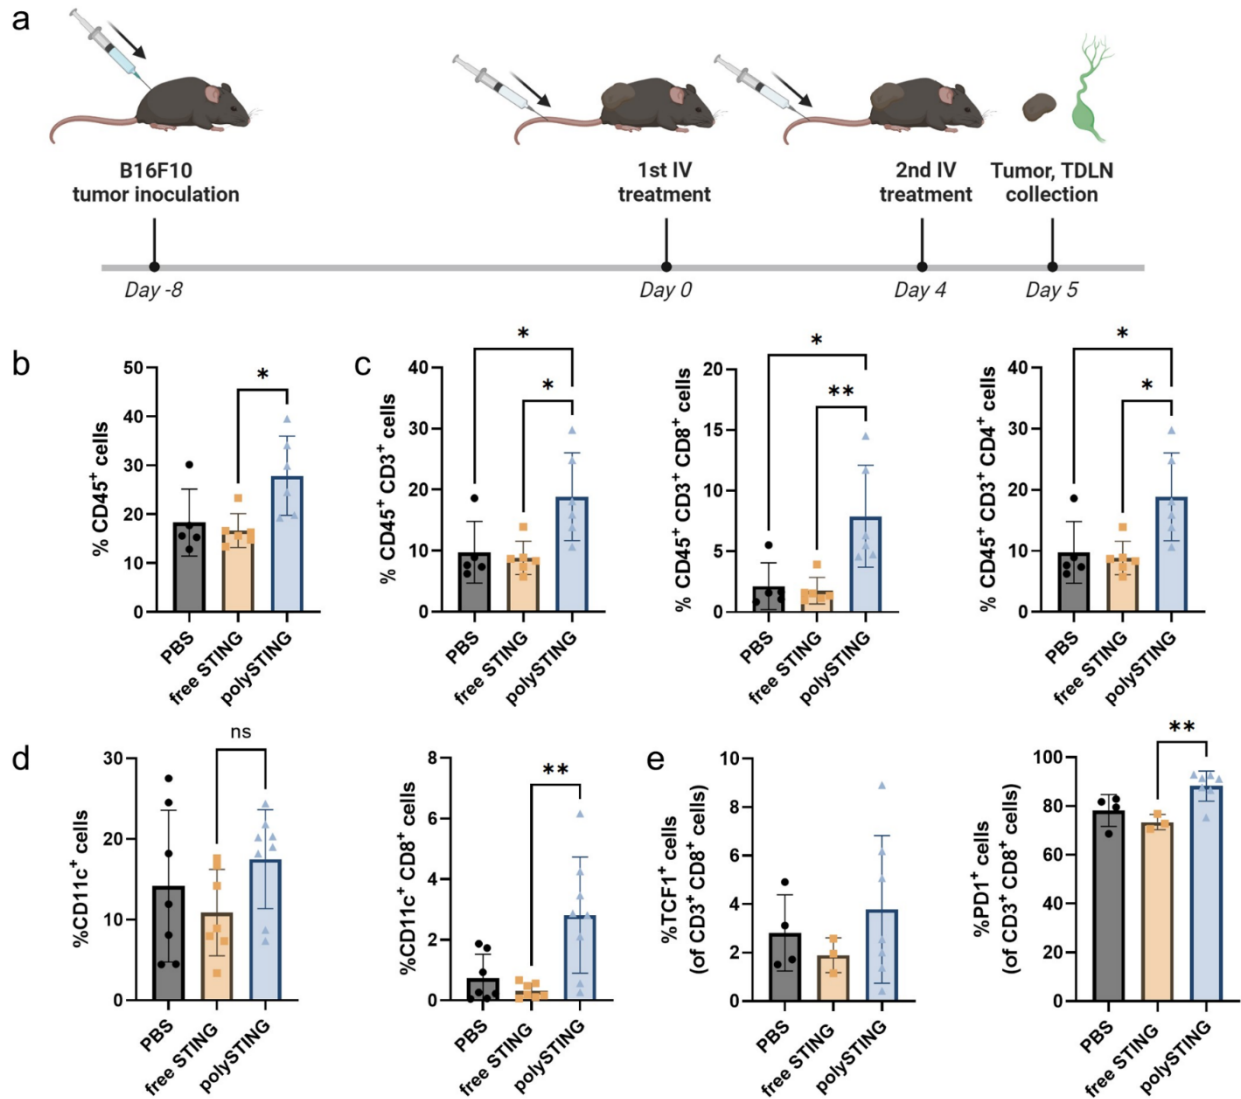 a
B16F10
tumor inoculation
1st IV
treatment
2nd IV
treatment
Tumor, TDLN
collection
Day -8
Day 0
Day 4
Day 5
b
% CD45⁺ cells
50
40
30
20
10
0
*
PBS
free STING
polySTING
c
% CD45⁺ CD3⁺ cells
40
30
20
10
0
*
*
PBS
free STING
polySTING
% CD45⁺ CD3⁺ CD8⁺ cells
20
15
10
5
0
*
**
PBS
free STING
polySTING
% CD45⁺ CD3⁺ CD4⁺ cells
40
30
20
10
0
*
*
PBS
free STING
polySTING
d
%CD11c⁺ cells
30
20
10
0
ns
PBS
free STING
polySTING
%CD11c⁺ CD8⁺ cells
8
6
4
2
0
**
PBS
free STING
polySTING
e
%TCF1⁺ cells
(of CD3⁺ CD8⁺ cells)
10
8
6
4
2
0
PBS
free STING
polySTING
%PD1⁺ cells
(of CD3⁺ CD8⁺ cells)
100
80
60
40
20
0
**
PBS
free STING
polySTING